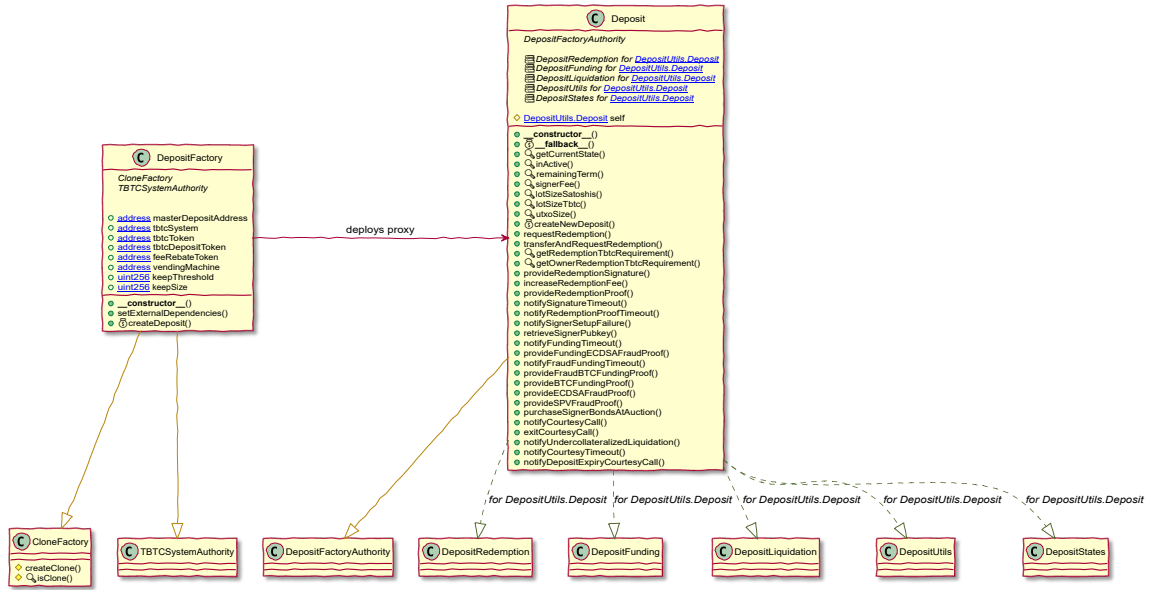 C Deposit
DepositFactoryAuthority
DepositRedemption for DepositUtils.Deposit
DepositFunding for DepositUtils.Deposit
DepositLiquidation for DepositUtils.Deposit
DepositUtils for DepositUtils.Deposit
DepositStates for DepositUtils.Deposit
DepositUtils.Deposit self
__constructor__()
__fallback__()
getCurrentState()
inActive()
remainingTerm()
signerFee()
lotSizeSatoshis()
lotSizeTbtc()
utxoSize()
createNewDeposit()
requestRedemption()
transferAndRequestRedemption()
getRedemptionTbtcRequirement()
getOwnerRedemptionTbtcRequirement()
provideRedemptionSignature()
increaseRedemptionFee()
provideRedemptionProof()
notifySignatureTimeout()
notifyRedemptionProofTimeout()
notifySignerSetupFailure()
retrieveSignerPubkey()
notifyFundingTimeout()
provideFundingECDSAFraudProof()
notifyFraudFundingTimeout()
provideFraudBTCFundingProof()
provideBTCFundingProof()
provideECDSAFraudProof()
provideSPVFraudProof()
purchaseSignerBondsAtAuction()
notifyCourtesyCall()
exitCourtesyCall()
notifyUndercollateralizedLiquidation()
notifyCourtesyTimeout()
notifyDepositExpiryCourtesyCall()
C DepositFactory
CloneFactory
TBTCSystemAuthority
address masterDepositAddress
address tbtcSystem
address tbtcToken
address tbtcDepositToken
address feeRebateToken
address vendingMachine
uint256 keepThreshold
uint256 keepSize
__constructor__()
setExternalDependencies()
createDeposit()
deploys proxy
for DepositUtils.Deposit
for DepositUtils.Deposit
for DepositUtils.Deposit
for DepositUtils.Deposit
for DepositUtils.Deposit
C CloneFactory
createClone()
isClone()
C TBTCSystemAuthority
C DepositFactoryAuthority
C DepositRedemption
C DepositFunding
C DepositLiquidation
C DepositUtils
C DepositStates